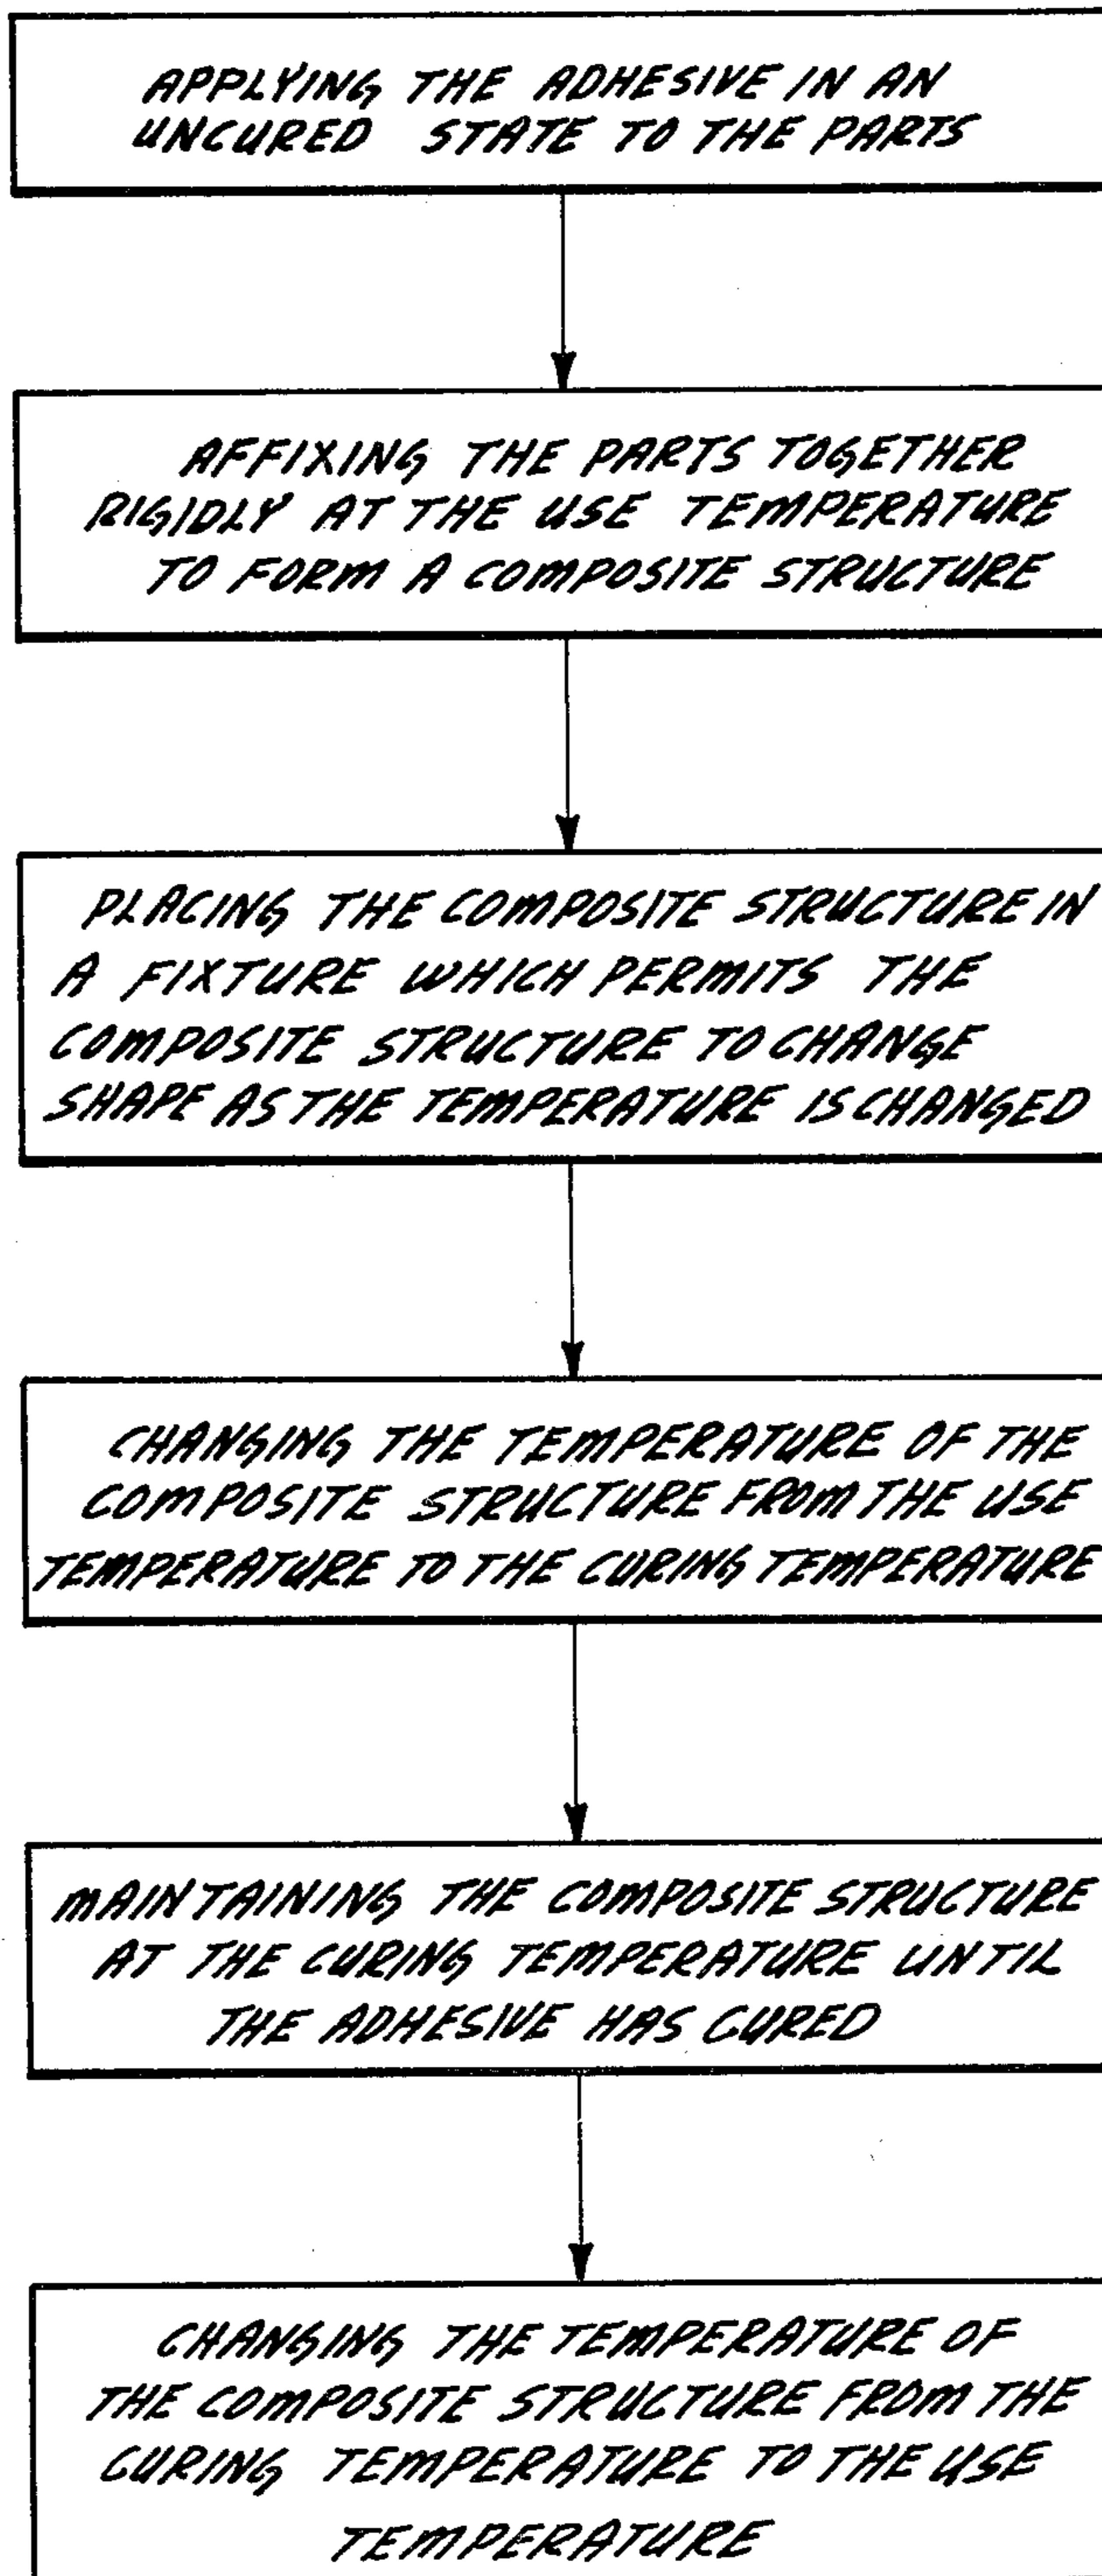 APPLYING THE ADHESIVE IN AN
UNCURED STATE TO THE PARTS
AFFIXING THE PARTS TOGETHER
RIGIDLY AT THE USE TEMPERATURE
TO FORM A COMPOSITE STRUCTURE
PLACING THE COMPOSITE STRUCTURE IN
A FIXTURE WHICH PERMITS THE
COMPOSITE STRUCTURE TO CHANGE
SHAPE AS THE TEMPERATURE IS CHANGED
CHANGING THE TEMPERATURE OF THE
COMPOSITE STRUCTURE FROM THE USE
TEMPERATURE TO THE CURING TEMPERATURE
MAINTAINING THE COMPOSITE STRUCTURE
AT THE CURING TEMPERATURE UNTIL
THE ADHESIVE HAS CURED
CHANGING THE TEMPERATURE OF
THE COMPOSITE STRUCTURE FROM THE
CURING TEMPERATURE TO THE USE
TEMPERATURE